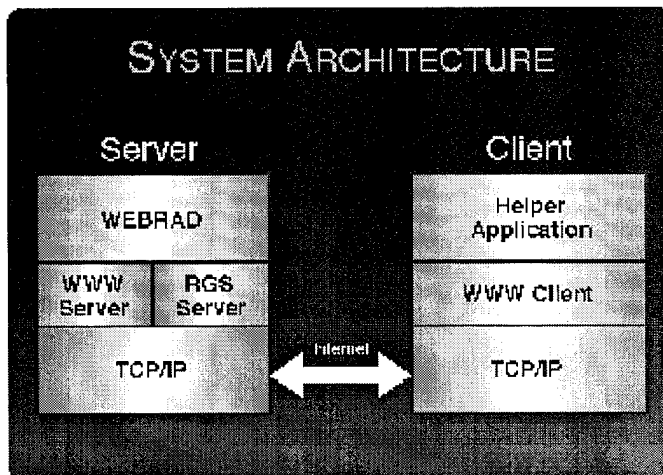 SYSTEM ARCHITECTURE
Server
WEBRAD
WWW
Server
RGS
Server
TCP/IP
Internet
Client
Helper
Application
WWW Client
TCP/IP